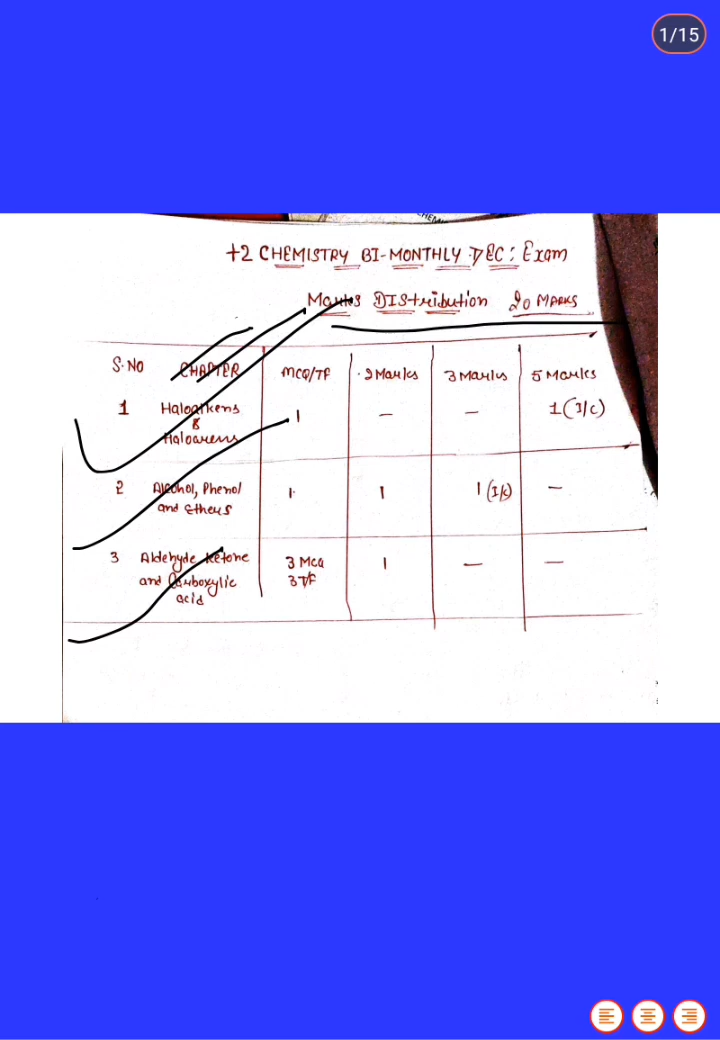 1/15
CHEM
+2 CHEMISTRY BI-MONTHLY DEC: Exam
Marks DIStribution 20 MARKS
S.NO CHAPTER MCQ/TF 2 Marks 3 Marks 5 Marks
1 Haloalkens & Haloarens 1 — — 1 (I/C)
2 Alcohol, Phenol and Ethers 1 1 1 (I/C) —
3 Aldehyde Ketone and Carboxylic acid 3 MCQ 3 T/F 1 — —